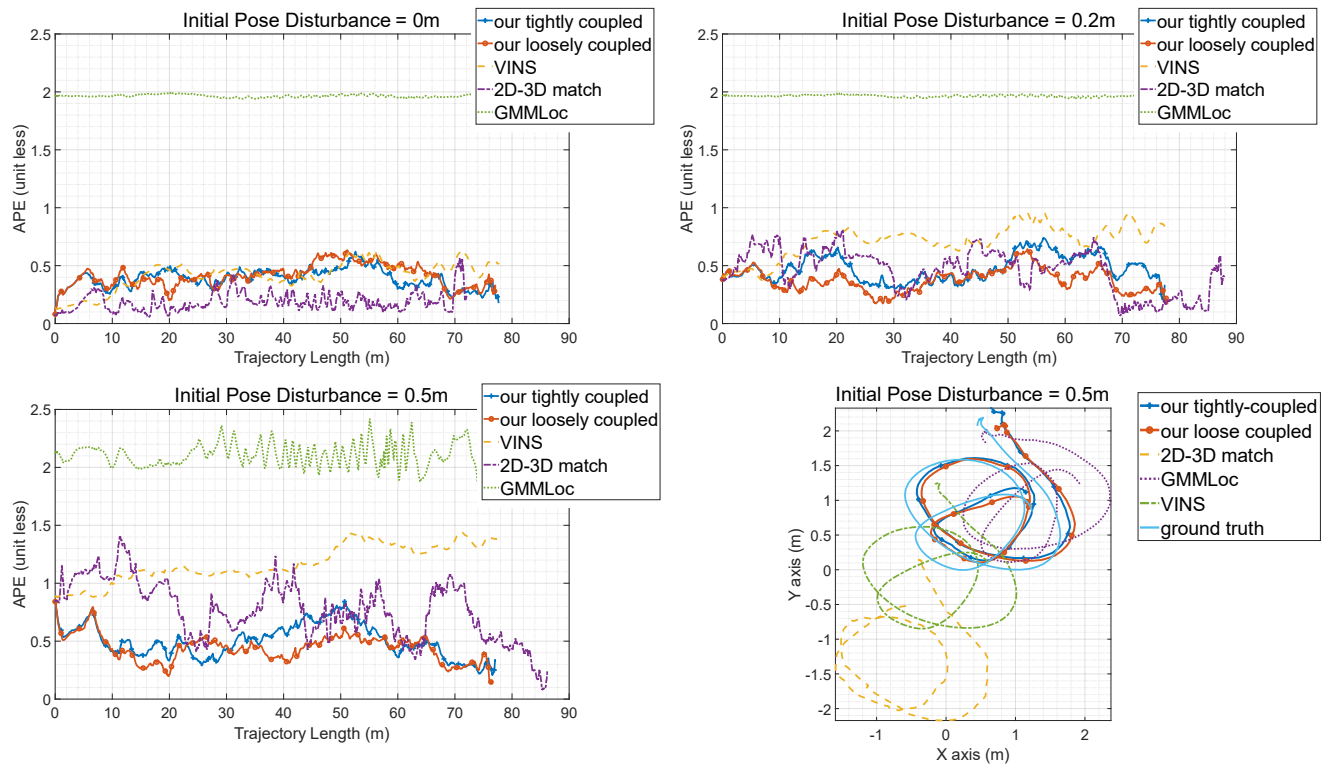 Initial Pose Disturbance = 0m
our tightly coupled
our loosely coupled
VINS
2D-3D match
GMMLoc
2.5
2
1.5
1
0.5
0
APE (unit less)
0 10 20 30 40 50 60 70 80 90
Trajectory Length (m)
Initial Pose Disturbance = 0.2m
our tightly coupled
our loosely coupled
VINS
2D-3D match
GMMLoc
2.5
2
1.5
1
0.5
0
APE (unit less)
0 10 20 30 40 50 60 70 80 90
Trajectory Length (m)
Initial Pose Disturbance = 0.5m
our tightly coupled
our loosely coupled
VINS
2D-3D match
GMMLoc
2.5
2
1.5
1
0.5
0
APE (unit less)
0 10 20 30 40 50 60 70 80 90
Trajectory Length (m)
Initial Pose Disturbance = 0.5m
our tightly-coupled
our loose coupled
2D-3D match
GMMLoc
VINS
ground truth
2
1.5
1
0.5
0
-0.5
-1
-1.5
-2
Y axis (m)
-1 0 1 2
X axis (m)